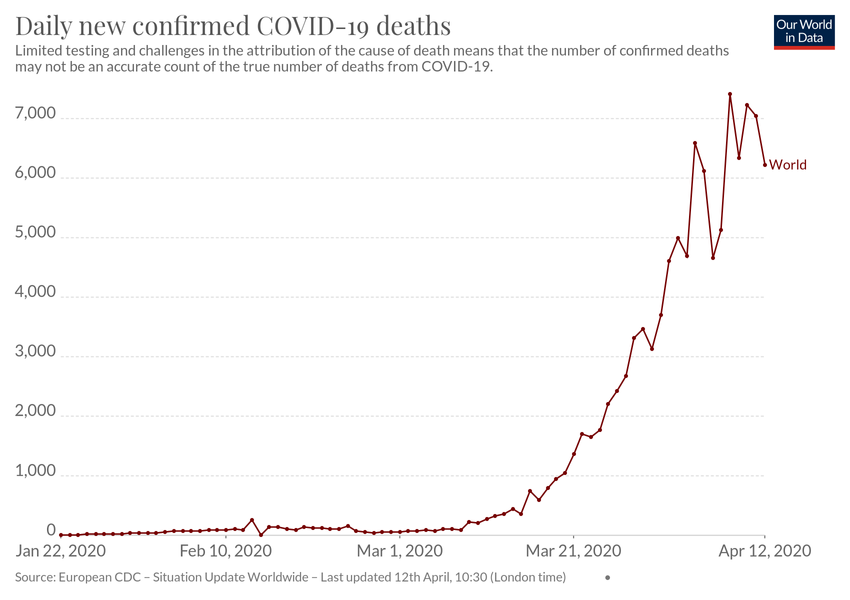 Daily new confirmed COVID-19 deaths
Our World
in Data
Limited testing and challenges in the attribution of the cause of death means that the number of confirmed deaths
may not be an accurate count of the true number of deaths from COVID-19.
7,000
6,000
World
5,000
4,000
3,000
2,000
1,000
0
Jan 22, 2020
Feb 10, 2020
Mar 1, 2020
Mar 21, 2020
Apr 12, 2020
Source: European CDC – Situation Update Worldwide – Last updated 12th April, 10:30 (London time)